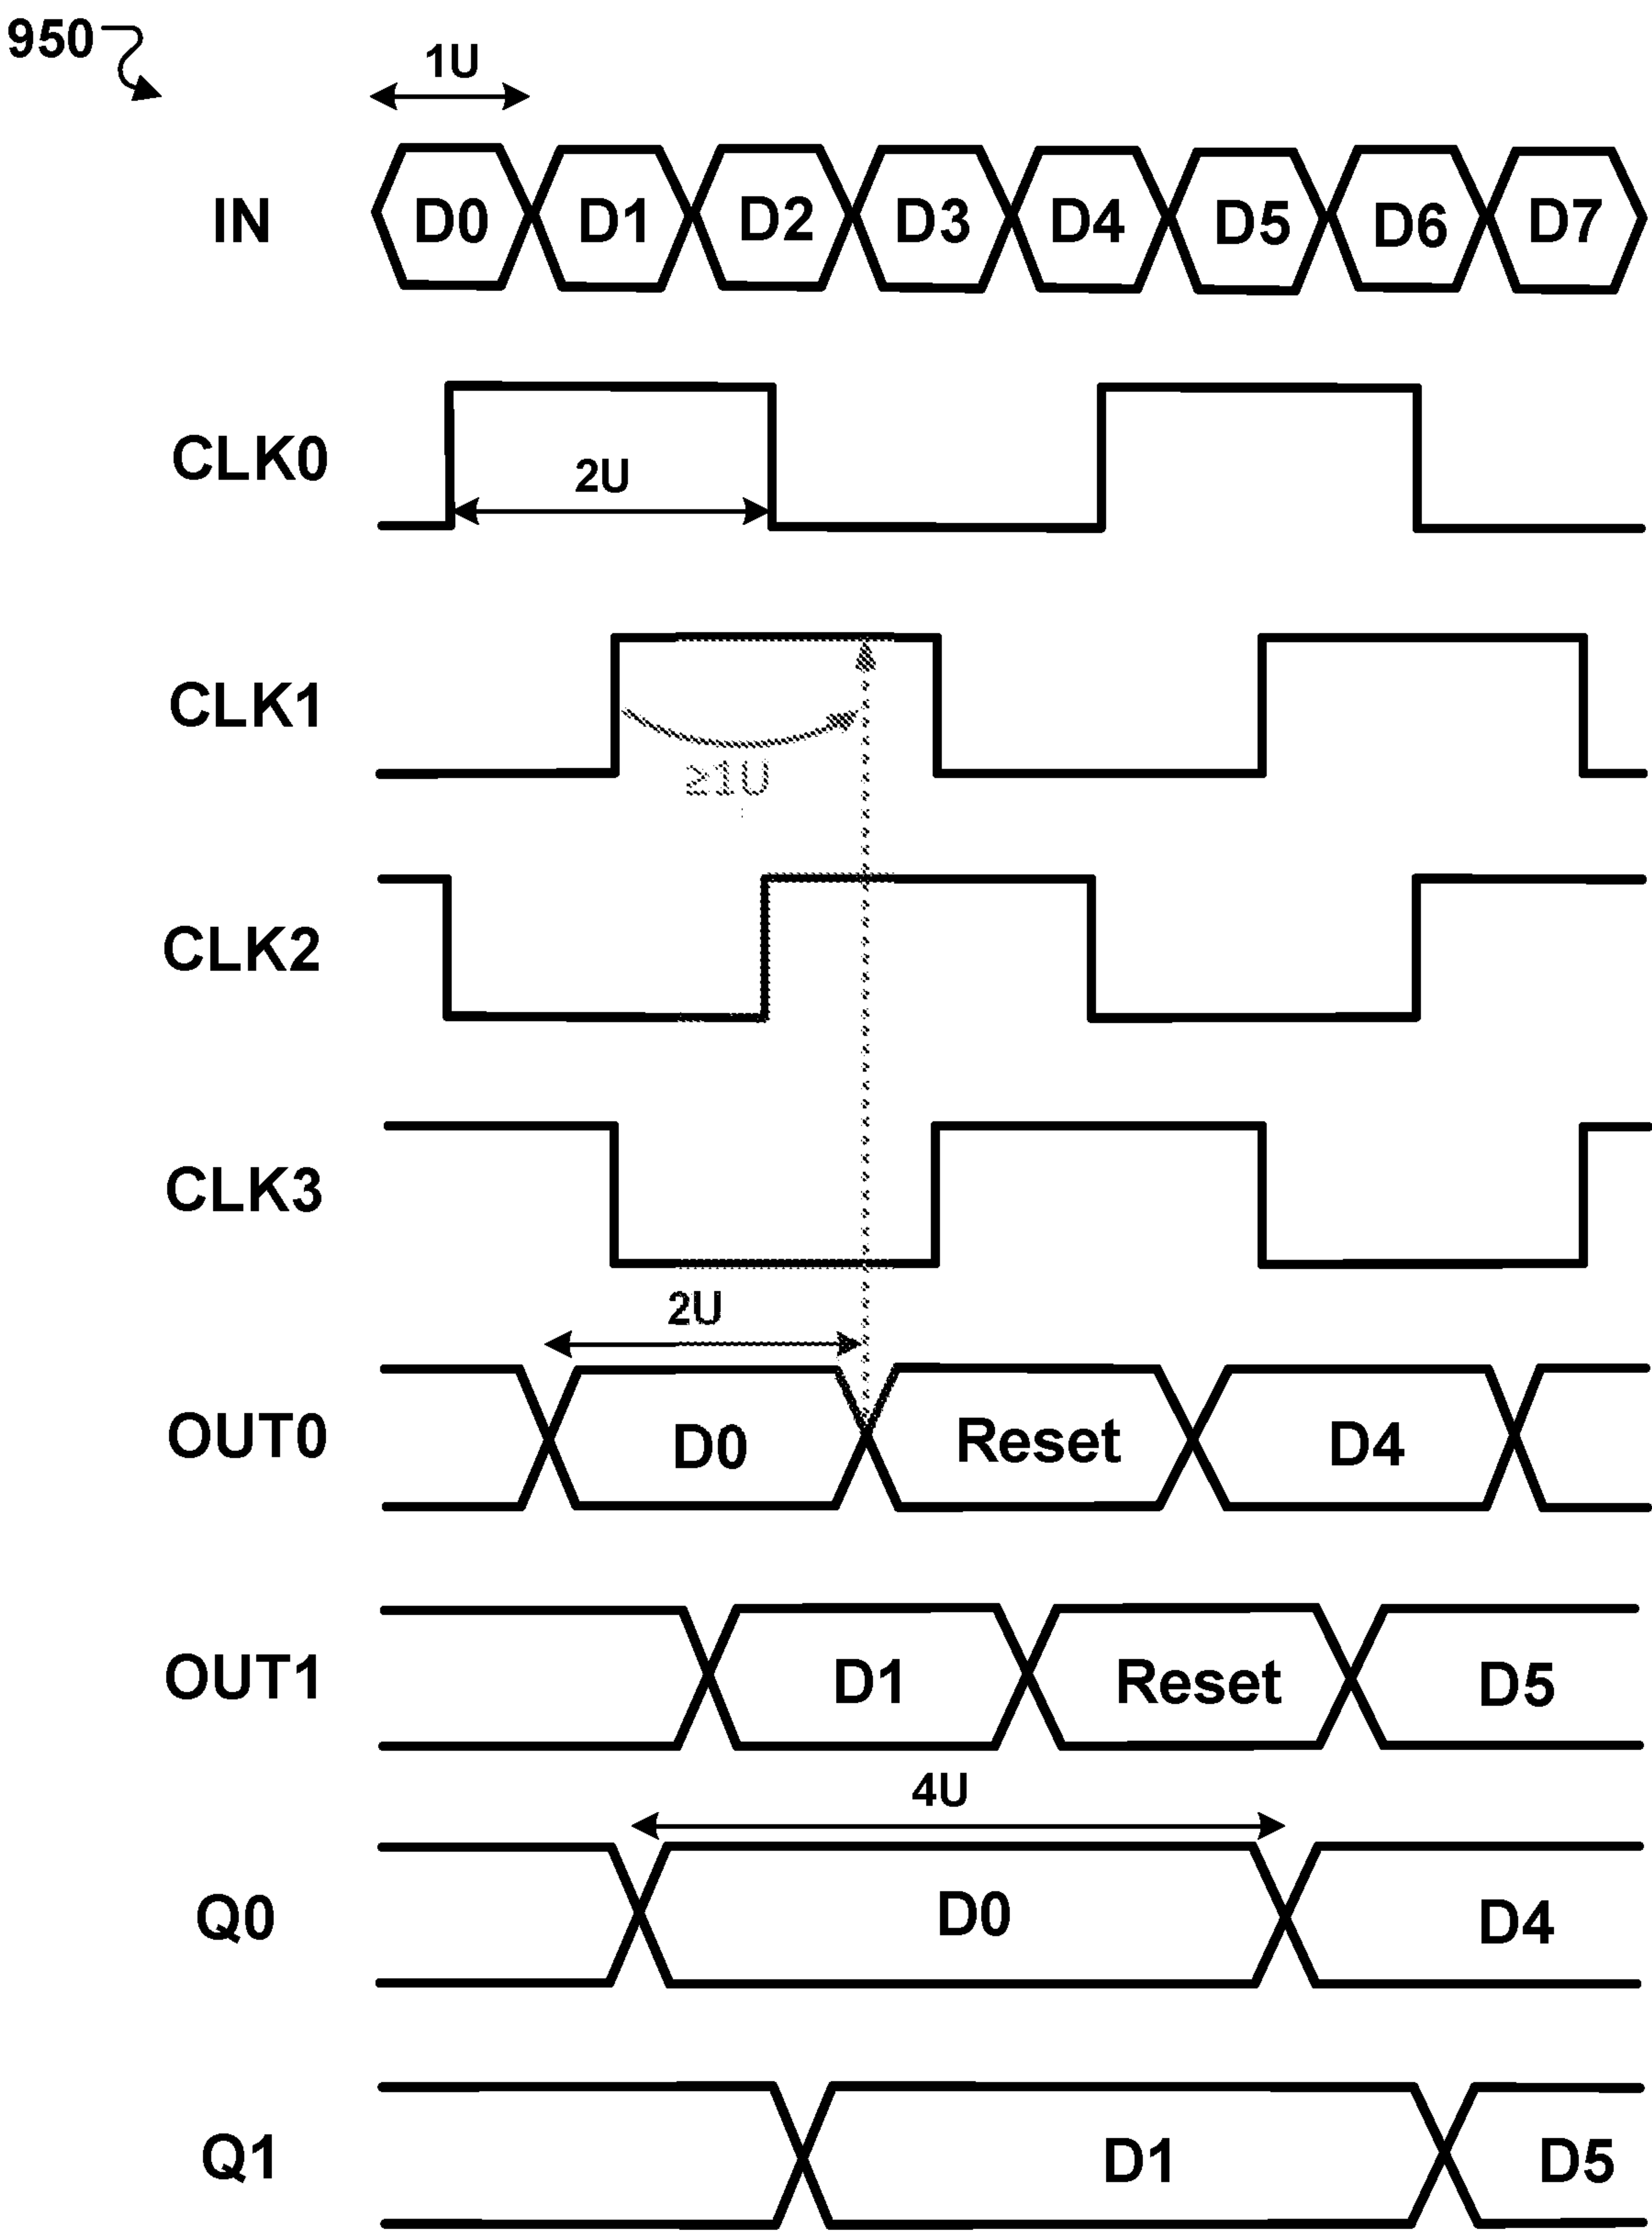 950
1U
IN D0 D1 D2 D3 D4 D5 D6 D7
CLK0
2U
CLK1
≥1U
CLK2
CLK3
2U
OUT0 D0 Reset D4
OUT1 D1 Reset D5
4U
Q0 D0 D4
Q1 D1 D5